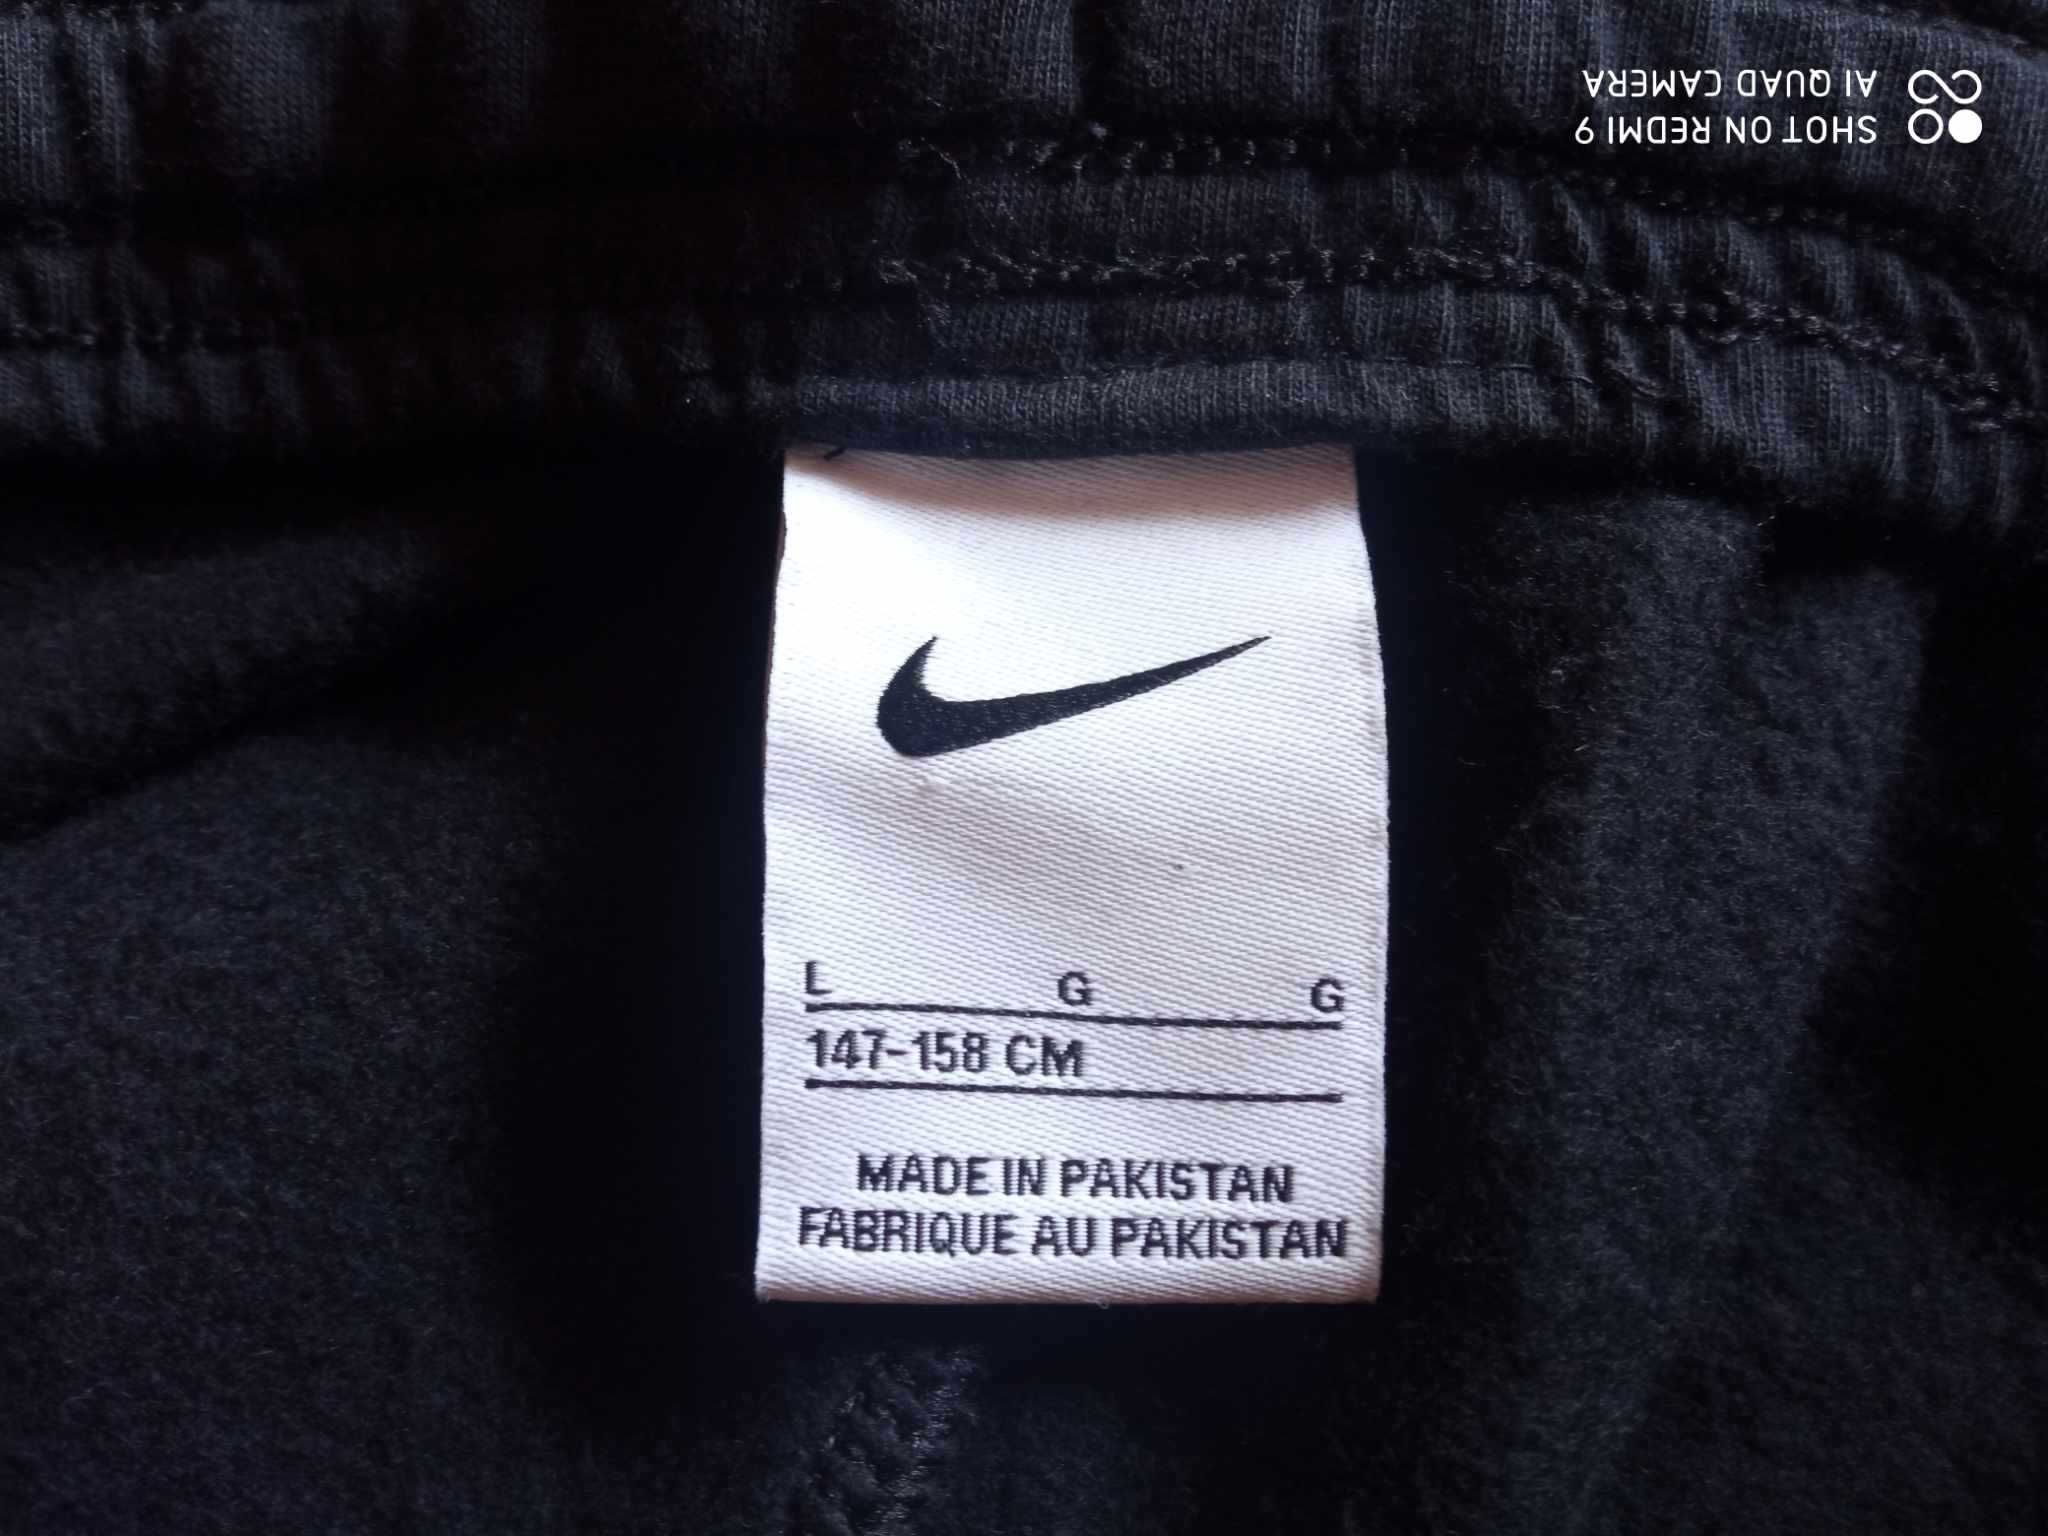 SHOT ON REDMI 9
AI QUAD CAMERA
L G G
147-158 CM
MADE IN PAKISTAN
FABRIQUE AU PAKISTAN